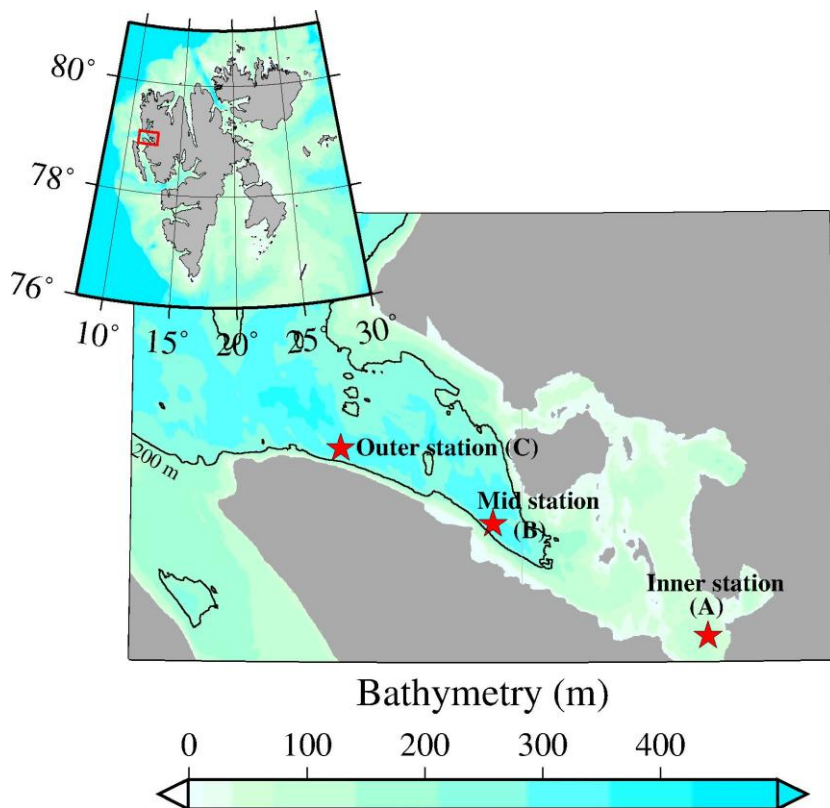 80°
78°
76°
10° 15° 20° 25° 30°
200 m
Outer station (C)
Mid station
(B)
Inner station
(A)
Bathymetry (m)
0 100 200 300 400